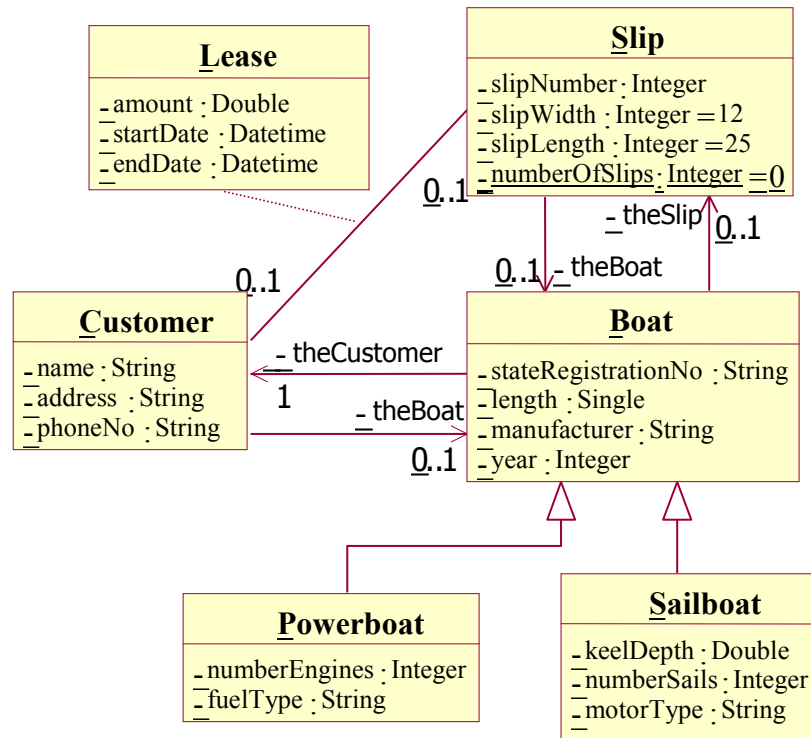 Lease
- amount : Double
- startDate : Datetime
- endDate : Datetime
Slip
- slipNumber : Integer
- slipWidth : Integer = 12
- slipLength : Integer = 25
- numberOfSlips : Integer = 0
0..1
0..1
- theSlip
0..1
0..1 - theBoat
Customer
- name : String
- address : String
- phoneNo : String
- theCustomer
1
- theBoat
0..1
Boat
- stateRegistrationNo : String
- length : Single
- manufacturer : String
- year : Integer
Powerboat
- numberEngines : Integer
- fuelType : String
Sailboat
- keelDepth : Double
- numberSails : Integer
- motorType : String